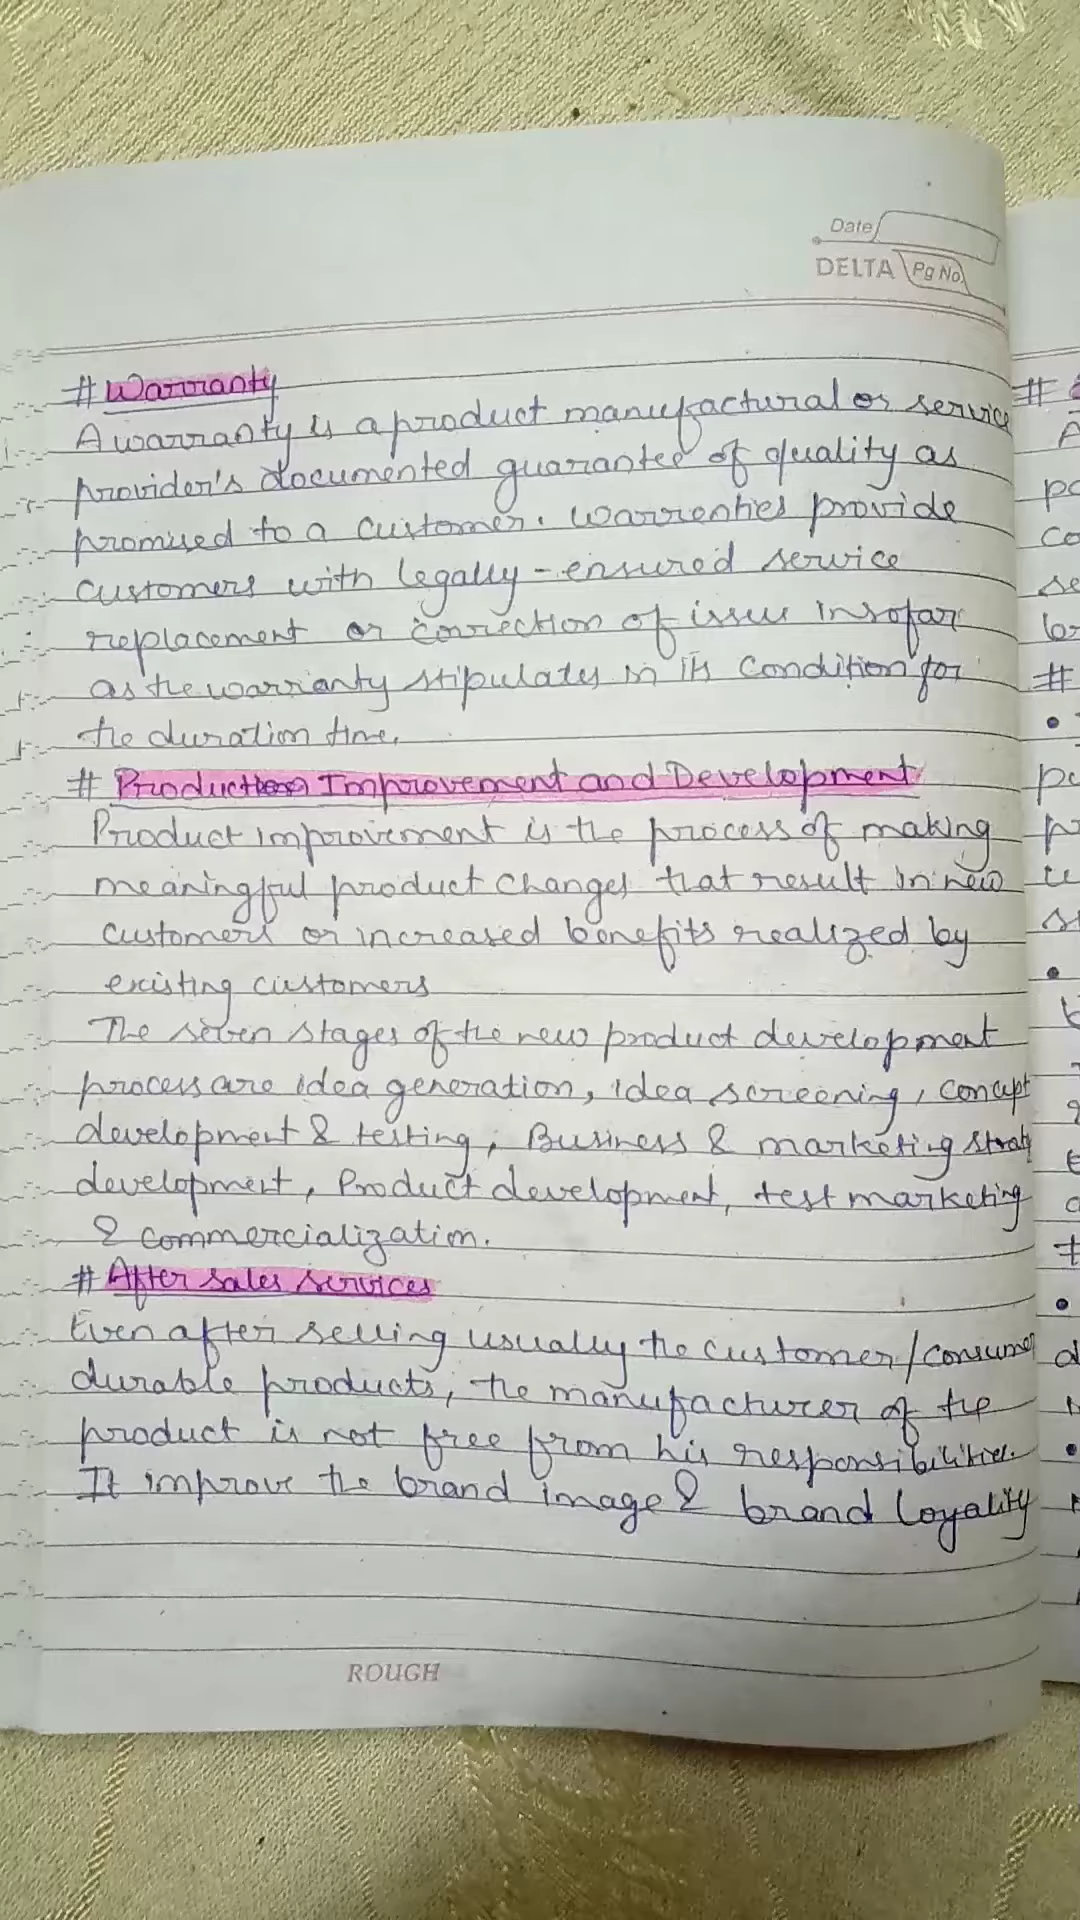 Date
DELTA Pg No.
# Warranty
A warranty is a product manufactural or service
provider's documented guarantee of quality as
promised to a customer. Warrenties provide
customers with legally-ensured service
replacement or correction of issue insofar
as the warrianty stipulates in its condition for
the duration time.
# Production Improvement and Development
Product improvement is the process of making
meaningful product changes that result in new
customers or increased benefits realized by
existing customers
The seven stages of the new product development
process are idea generation, idea screening, concept
development & testing, Business & marketing
development, Product development, test marketing
& commercialization.
# After sales services
Even after selling usually the customer/consumer
durable products, the manufacturer of the
product is not free from his responsibilities.
It improve the brand image & brand loyality
ROUGH